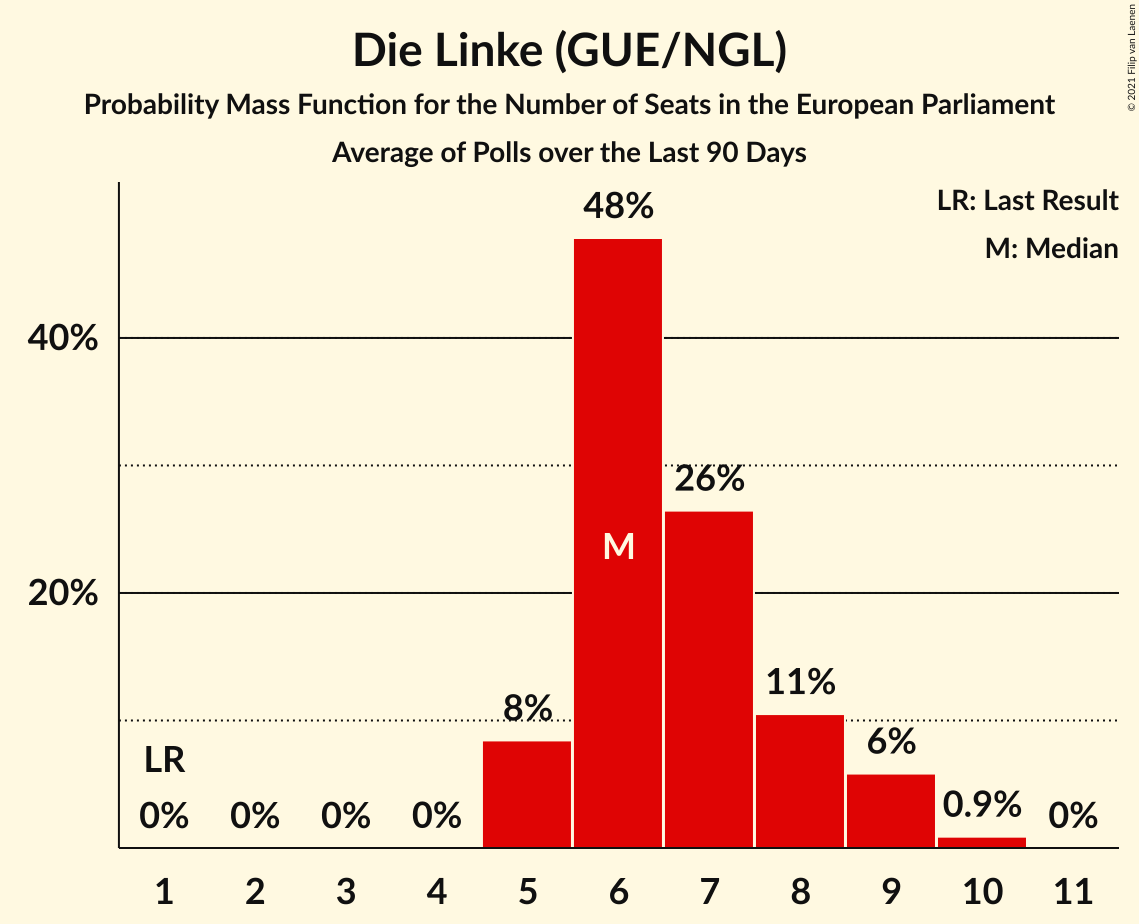 Die Linke (GUE/NGL)
Probability Mass Function for the Number of Seats in the European Parliament
Average of Polls over the Last 90 Days
© 2021 Filip van Laenen
LR: Last Result
M: Median
48%
40%
26%
M
20%
11%
8%
6%
LR
0.9%
0% 0% 0% 0% 0%
1 2 3 4 5 6 7 8 9 10 11